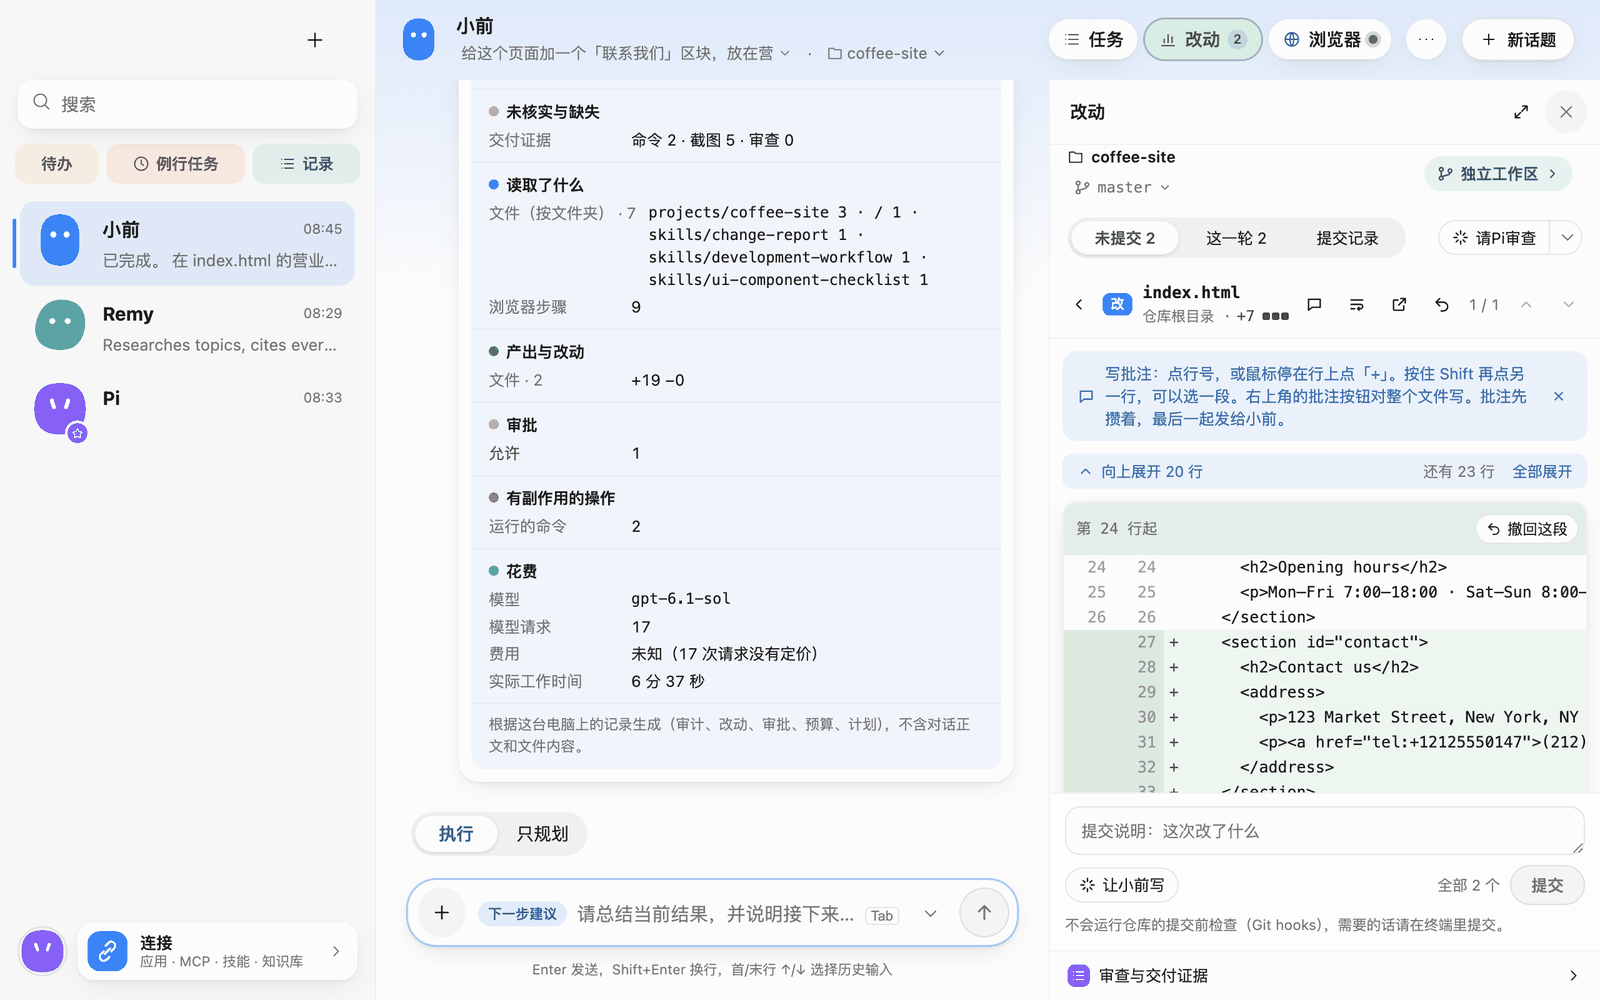 搜索
待办
例行任务
记录
小前
08:45
已完成。 在 index.html 的营业...
Remy
08:29
Researches topics, cites ever...
Pi
08:33
连接
应用 · MCP · 技能 · 知识库
小前
给这个页面加一个「联系我们」区块，放在营
·
coffee-site
任务
改动 2
浏览器
···
新话题
未核实与缺失
交付证据
命令 2 · 截图 5 · 审查 0
读取了什么
文件（按文件夹） · 7
projects/coffee-site 3 · / 1 ·
skills/change-report 1 ·
skills/development-workflow 1 ·
skills/ui-component-checklist 1
浏览器步骤
9
产出与改动
文件 · 2
+19 −0
审批
允许
1
有副作用的操作
运行的命令
2
花费
模型
gpt-6.1-sol
模型请求
17
费用
未知（17 次请求没有定价）
实际工作时间
6 分 37 秒
根据这台电脑上的记录生成（审计、改动、审批、预算、计划），不含对话正
文和文件内容。
执行
只规划
下一步建议
请总结当前结果，并说明接下来...
Tab
Enter 发送，Shift+Enter 换行，首/末行 ↑/↓ 选择历史输入
改动
coffee-site
master
独立工作区
未提交 2
这一轮 2
提交记录
请Pi审查
改
index.html
仓库根目录 · +7
1 / 1
写批注：点行号，或鼠标停在行上点「+」。按住 Shift 再点另
一行，可以选一段。右上角的批注按钮对整个文件写。批注先
攒着，最后一起发给小前。
向上展开 20 行
还有 23 行
全部展开
第 24 行起
撤回这段
24 24 <h2>Opening hours</h2>
25 25 <p>Mon–Fri 7:00–18:00 · Sat–Sun 8:00–
26 26 </section>
27 + <section id="contact">
28 + <h2>Contact us</h2>
29 + <address>
30 + <p>123 Market Street, New York, NY
31 + <p><a href="tel:+12125550147">(212)
32 + </address>
33 + </section>
提交说明：这次改了什么
让小前写
全部 2 个
提交
不会运行仓库的提交前检查（Git hooks），需要的话请在终端里提交。
审查与交付证据